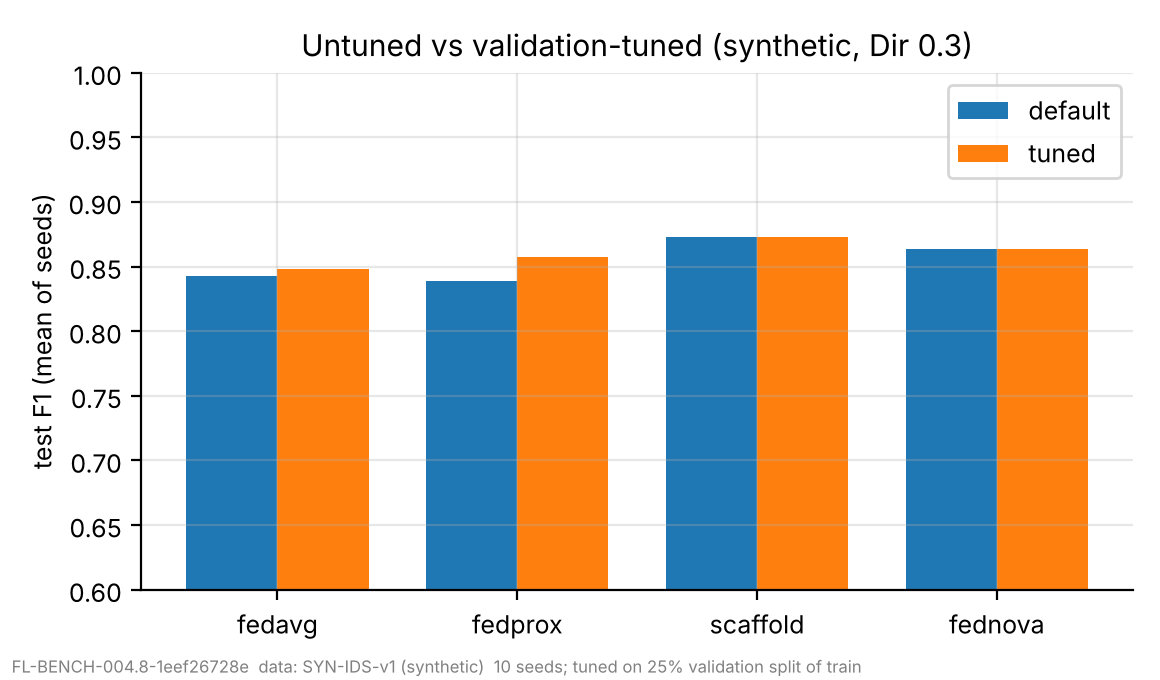 Untuned vs validation-tuned (synthetic, Dir 0.3)
default
tuned
test F1 (mean of seeds)
1.00
0.95
0.90
0.85
0.80
0.75
0.70
0.65
0.60
fedavg
fedprox
scaffold
fednova
FL-BENCH-004.8-1eef26728e data: SYN-IDS-v1 (synthetic) 10 seeds; tuned on 25% validation split of train